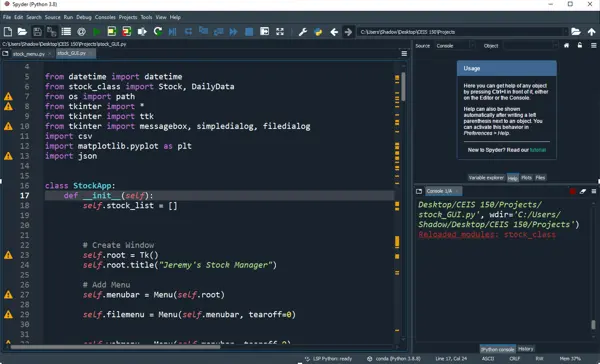 Spyder (Python 3.8)
File Edit Search Source Run Debug Consoles Projects Tools View Help
C:\Users\Shadow\Desktop\CEIS 150\Projects
C:\Users\Shadow\Desktop\CEIS 150\Projects\stock_GUI.py
stock_menu.py stock_GUI.py
4
5
6 from datetime import datetime
from stock_class import Stock, DailyData
7 from os import path
8 from tkinter import *
9 from tkinter import ttk
10 from tkinter import messagebox, simpledialog, filedialog
11 import csv
12 import matplotlib.pyplot as plt
13 import json
14
15
16 class StockApp:
17 def __init__(self):
18 self.stock_list = []
19
20
21
22 # Create Window
23 self.root = Tk()
24 self.root.title("Jeremy's Stock Manager")
25
26 # Add Menu
27 self.menubar = Menu(self.root)
28
29 self.filemenu = Menu(self.menubar, tearoff=0)
30
Source Console Object
Usage
Here you can get help of any object
by pressing Ctrl+I in front of it, either
on the Editor or the Console.
Help can also be shown
automatically after writing a left
parenthesis next to an object. You
can activate this behavior in
Preferences > Help.
New to Spyder? Read our tutorial
Variable explorer Help Plots Files
Console 1/A
Desktop/CEIS 150/Projects/
stock_GUI.py', wdir='C:/Users/
Shadow/Desktop/CEIS 150/Projects')
Reloaded modules: stock_class
IPython console History
LSP Python: ready conda (Python 3.8.8) Line 17, Col 24 ASCII CRLF RW Mem 37%